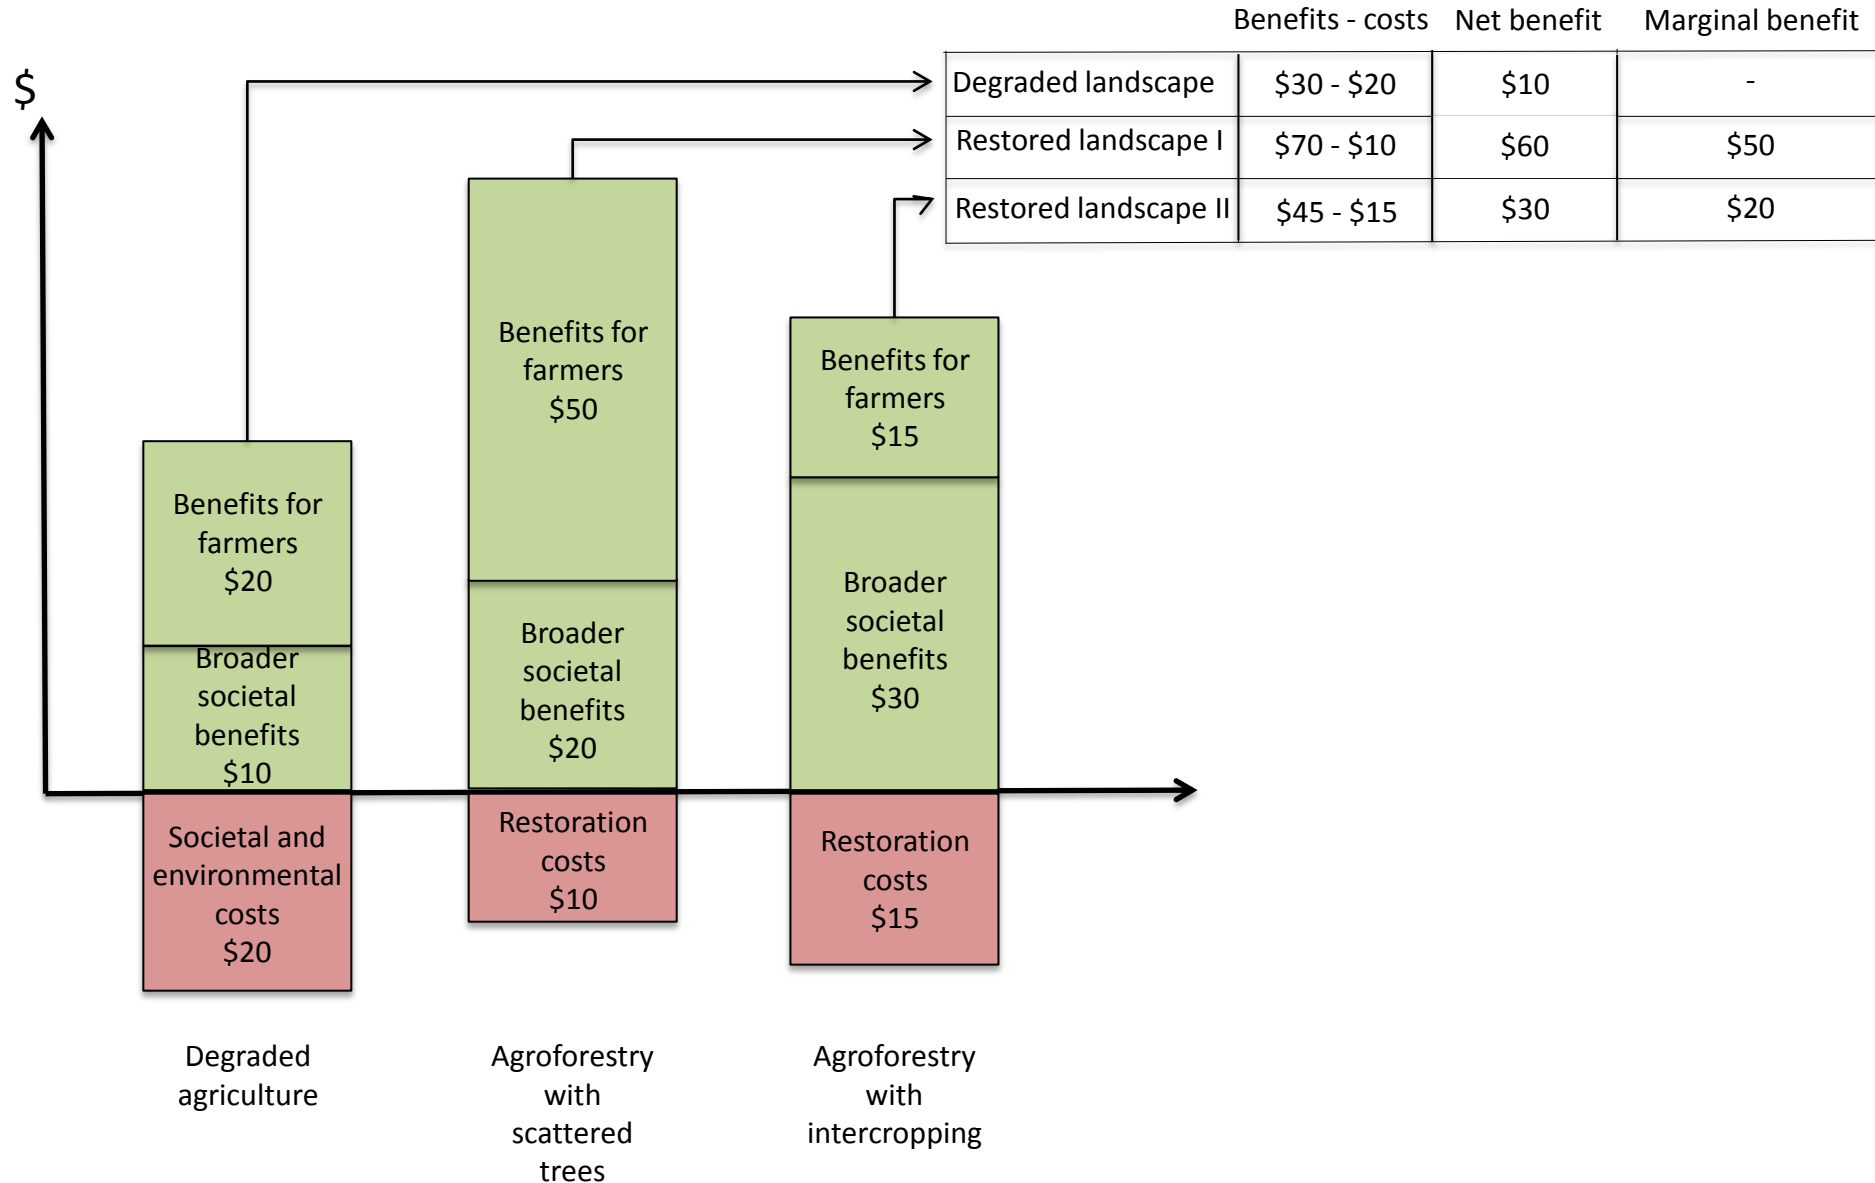 Benefits - costs Net benefit Marginal benefit
$
Degraded landscape $30 - $20 $10 -
Restored landscape I $70 - $10 $60 $50
Restored landscape II $45 - $15 $30 $20
Benefits for
farmers
$20
Broader
societal
benefits
$10
Societal and
environmental
costs
$20
Degraded
agriculture
Benefits for
farmers
$50
Broader
societal
benefits
$20
Restoration
costs
$10
Agroforestry
with
scattered
trees
Benefits for
farmers
$15
Broader
societal
benefits
$30
Restoration
costs
$15
Agroforestry
with
intercropping